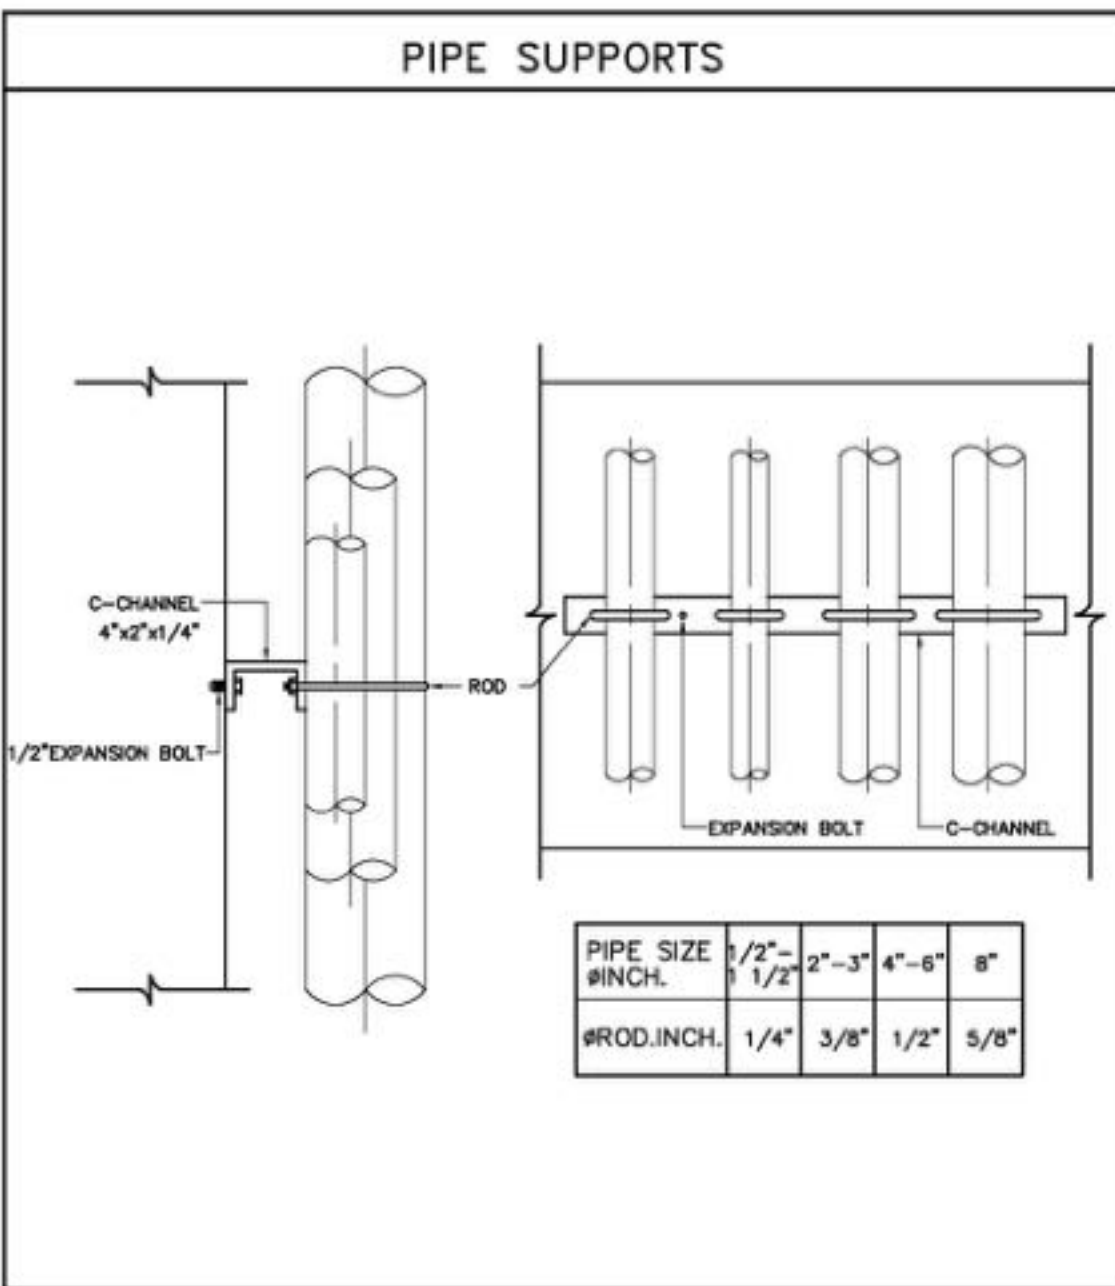 PIPE SUPPORTS
C-CHANNEL
4"x2"x1/4"
ROD
1/2"EXPANSION BOLT
EXPANSION BOLT
C-CHANNEL
PIPE SIZE
øINCH.
1/2"-
1 1/2"
2"-3"
4"-6"
8"
øROD.INCH.
1/4"
3/8"
1/2"
5/8"